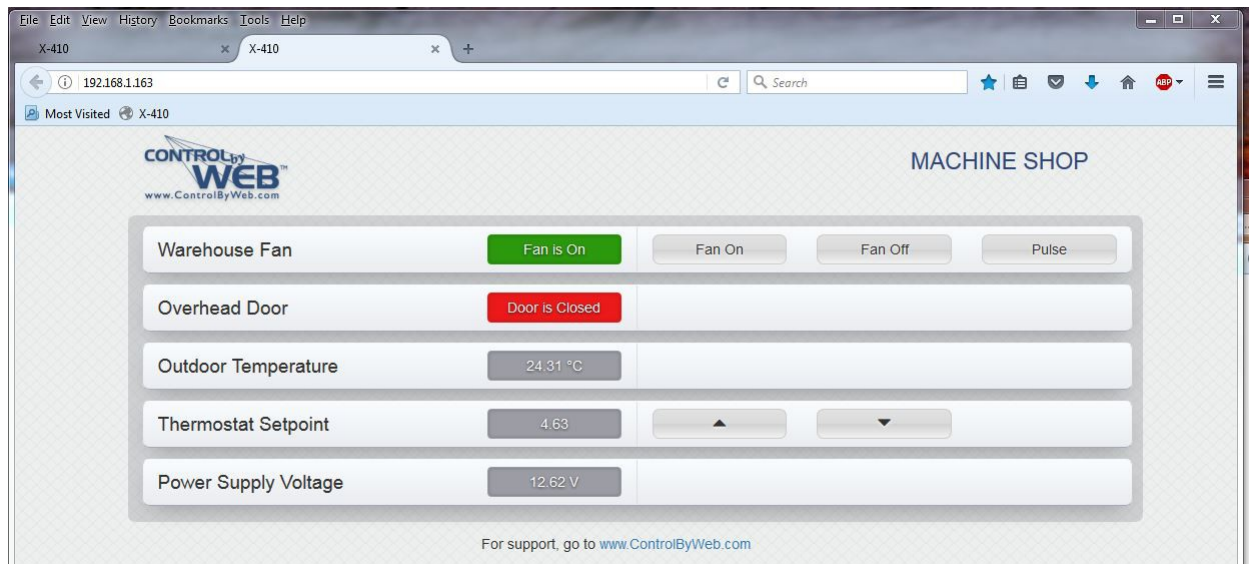 File Edit View History Bookmarks Tools Help
X-410 X-410
192.168.1.163 Search ABP
Most Visited X-410
CONTROL by WEB™
www.ControlByWeb.com
MACHINE SHOP
Warehouse Fan Fan is On Fan On Fan Off Pulse
Overhead Door Door is Closed
Outdoor Temperature 24.31 °C
Thermostat Setpoint 4.63
Power Supply Voltage 12.62 V
For support, go to www.ControlByWeb.com